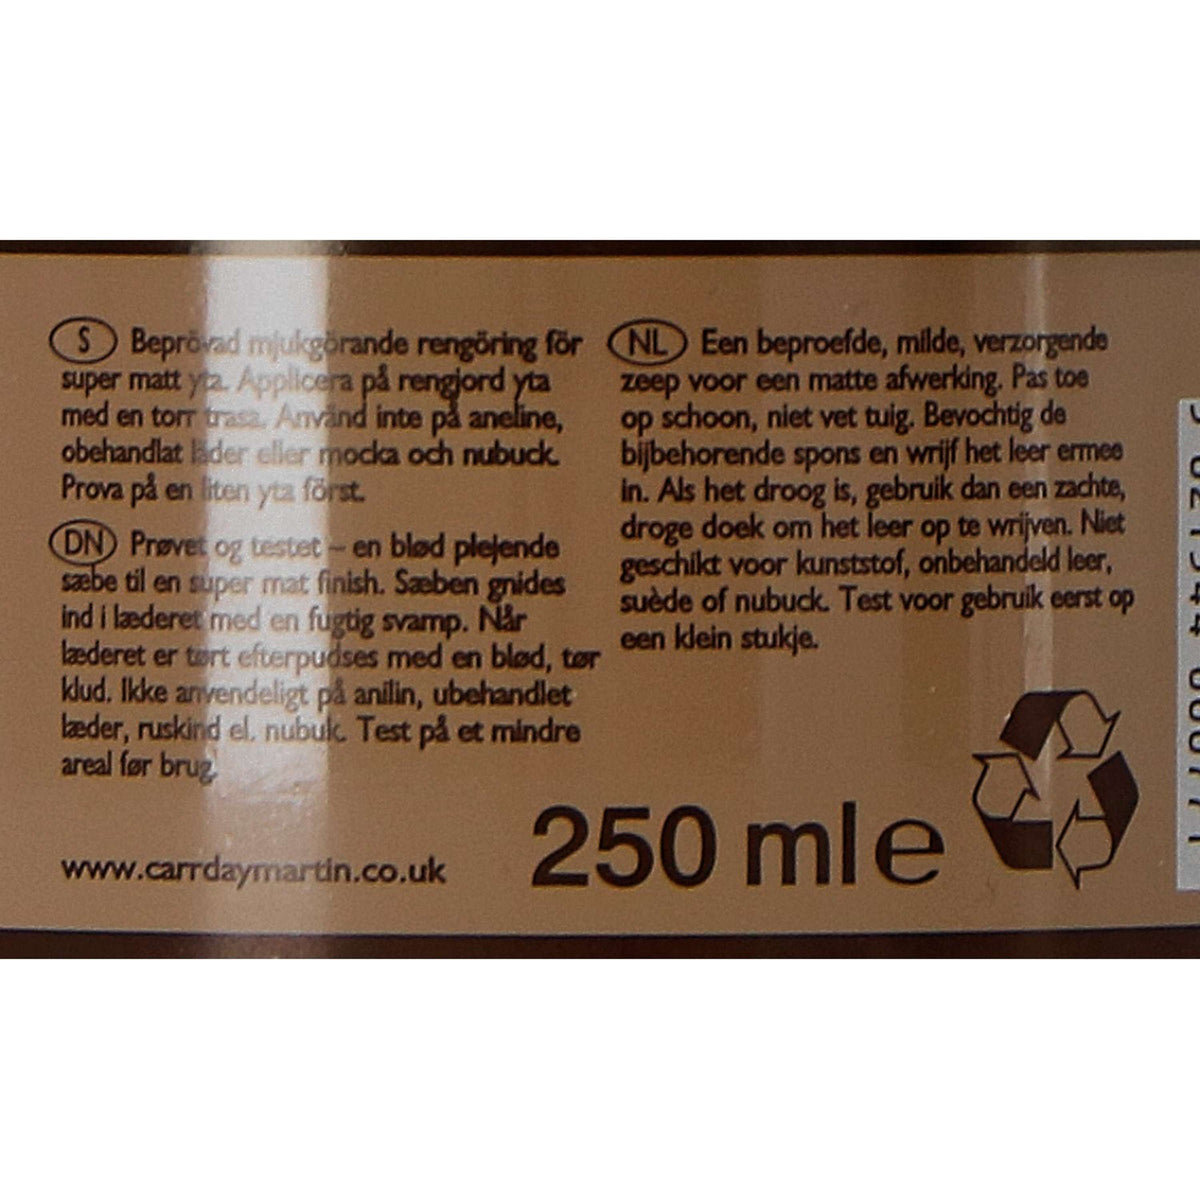 S Beprövad mjukgörande rengöring för
super matt yta. Applicera på rengjord yta
med en torr trasa. Använd inte på aneline,
obehandlat läder eller mocka och nubuck.
Prova på en liten yta först.
DN Prøvet og testet – en blød plejende
sæbe til en super mat finish. Sæben gnides
ind i læderet med en fugtig svamp. Når
læderet er tørt efterpudses med en blød, tør
klud. Ikke anvendeligt på anilin, ubehandlet
læder, ruskind el. nubuk. Test på et mindre
areal før brug.
www.carrdaymartin.co.uk
NL Een beproefde, milde, verzorgende
zeep voor een matte afwerking. Pas toe
op schoon, niet vet tuig. Bevochtig de
bijbehorende spons en wrijf het leer ermee
in. Als het droog is, gebruik dan een zachte,
droge doek om het leer op te wrijven. Niet
geschikt voor kunststof, onbehandeld leer,
suède of nubuck. Test voor gebruik eerst op
een klein stukje.
250 ml e